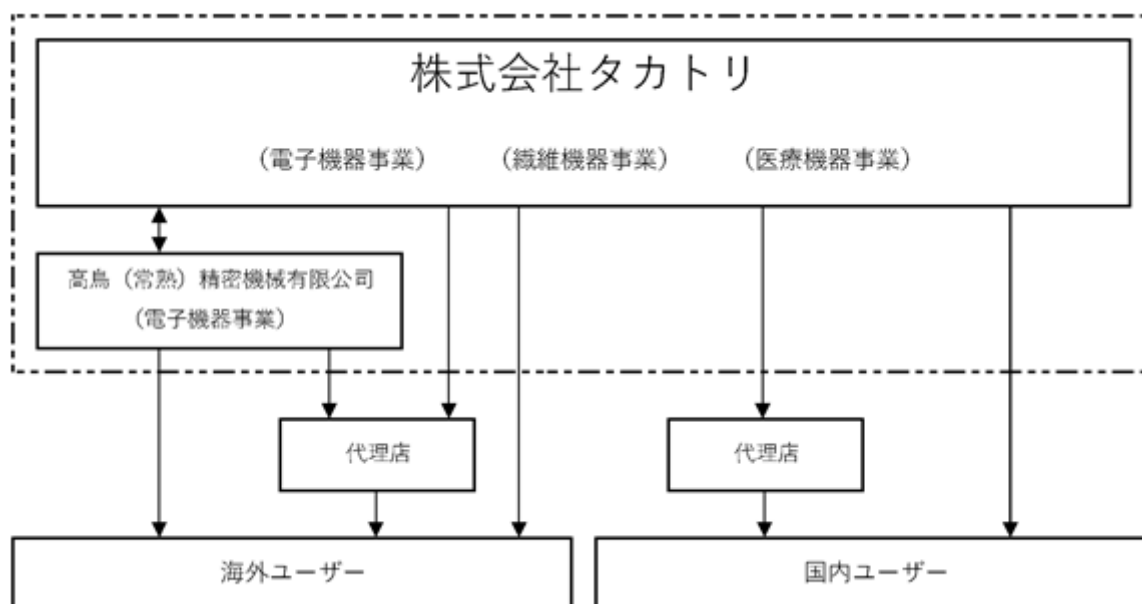 株式会社タカトリ
（電子機器事業） （繊維機器事業） （医療機器事業）
高鳥（常熟）精密機械有限公司
（電子機器事業）
代理店 代理店
海外ユーザー 国内ユーザー